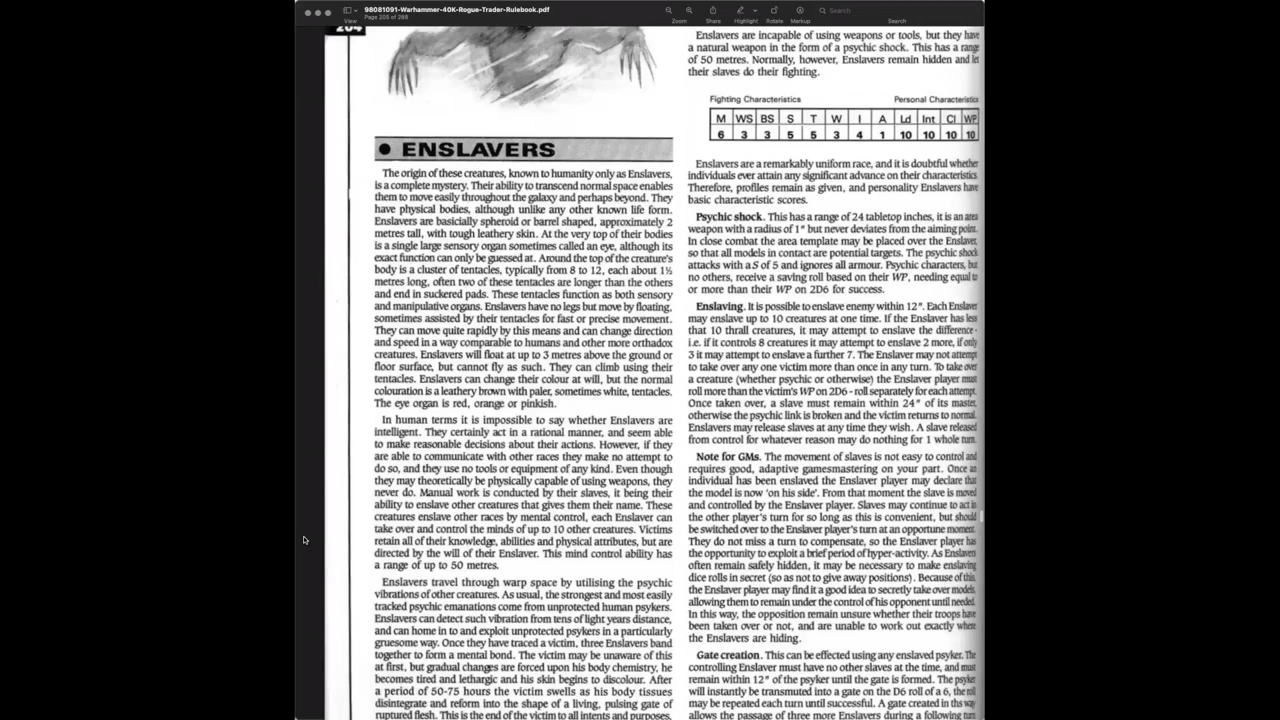 98081091-Warhammer-40K-Rogue-Trader-Rulebook.pdf
Page 205 of 288
View
Zoom
Share
Highlight
Rotate
Markup
Search
Search
204
● ENSLAVERS
The origin of these creatures, known to humanity only as Enslavers,
is a complete mystery. Their ability to transcend normal space enables
them to move easily throughout the galaxy and perhaps beyond. They
have physical bodies, although unlike any other known life form.
Enslavers are basicially spheroid or barrel shaped, approximately 2
metres tall, with tough leathery skin. At the very top of their bodies
is a single large sensory organ sometimes called an eye, although its
exact function can only be guessed at. Around the top of the creature's
body is a cluster of tentacles, typically from 8 to 12, each about 1½
metres long, often two of these tentacles are longer than the others
and end in suckered pads. These tentacles function as both sensory
and manipulative organs. Enslavers have no legs but move by floating,
sometimes assisted by their tentacles for fast or precise movement.
They can move quite rapidly by this means and can change direction
and speed in a way comparable to humans and other more orthodox
creatures. Enslavers will float at up to 3 metres above the ground or
floor surface, but cannot fly as such. They can climb using their
tentacles. Enslavers can change their colour at will, but the normal
colouration is a leathery brown with paler, sometimes white, tentacles.
The eye organ is red, orange or pinkish.
In human terms it is impossible to say whether Enslavers are
intelligent. They certainly act in a rational manner, and seem able
to make reasonable decisions about their actions. However, if they
are able to communicate with other races they make no attempt to
do so, and they use no tools or equipment of any kind. Even though
they may theoretically be physically capable of using weapons, they
never do. Manual work is conducted by their slaves, it being their
ability to enslave other creatures that gives them their name. These
creatures enslave other races by mental control, each Enslaver can
take over and control the minds of up to 10 other creatures. Victims
retain all of their knowledge, abilities and physical attributes, but are
directed by the will of their Enslaver. This mind control ability has
a range of up to 50 metres.
Enslavers travel through warp space by utilising the psychic
vibrations of other creatures. As usual, the strongest and most easily
tracked psychic emanations come from unprotected human psykers.
Enslavers can detect such vibration from tens of light years distance,
and can home in to and exploit unprotected psykers in a particularly
gruesome way. Once they have traced a victim, three Enslavers band
together to form a mental bond. The victim may be unaware of this
at first, but gradual changes are forced upon his body chemistry, he
becomes tired and lethargic and his skin begins to discolour. After
a period of 50-75 hours the victim swells as his body tissues
disintegrate and reform into the shape of a living, pulsing gate of
ruptured flesh. This is the end of the victim to all intents and purposes,
Enslavers are incapable of using weapons or tools, but they have
a natural weapon in the form of a psychic shock. This has a range
of 50 metres. Normally, however, Enslavers remain hidden and let
their slaves do their fighting.
Fighting Characteristics Personal Characteristics
M WS BS S T W I A Ld Int Cl WP
6 3 3 5 5 3 4 1 10 10 10 10
Enslavers are a remarkably uniform race, and it is doubtful whether
individuals ever attain any significant advance on their characteristics.
Therefore, profiles remain as given, and personality Enslavers have
basic characteristic scores.
Psychic shock. This has a range of 24 tabletop inches, it is an area
weapon with a radius of 1" but never deviates from the aiming point.
In close combat the area template may be placed over the Enslaver,
so that all models in contact are potential targets. The psychic shock
attacks with a S of 5 and ignores all armour. Psychic characters, but
no others, receive a saving roll based on their WP, needing equal to
or more than their WP on 2D6 for success.
Enslaving. It is possible to enslave enemy within 12". Each Enslaver
may enslave up to 10 creatures at one time. If the Enslaver has less
that 10 thrall creatures, it may attempt to enslave the difference -
i.e. if it controls 8 creatures it may attempt to enslave 2 more, if only
3 it may attempt to enslave a further 7. The Enslaver may not attempt
to take over any one victim more than once in any turn. To take over
a creature (whether psychic or otherwise) the Enslaver player must
roll more than the victim's WP on 2D6 - roll separately for each attempt.
Once taken over, a slave must remain within 24" of its master,
otherwise the psychic link is broken and the victim returns to normal.
Enslavers may release slaves at any time they wish. A slave released
from control for whatever reason may do nothing for 1 whole turn.
Note for GMs. The movement of slaves is not easy to control and
requires good, adaptive gamesmastering on your part. Once an
individual has been enslaved the Enslaver player may declare that
the model is now 'on his side'. From that moment the slave is moved
and controlled by the Enslaver player. Slaves may continue to act in
the other player's turn for so long as this is convenient, but should
be switched over to the Enslaver player's turn at an opportune moment.
They do not miss a turn to compensate, so the Enslaver player has
the opportunity to exploit a brief period of hyper-activity. As Enslavers
often remain safely hidden, it may be necessary to make enslaving
dice rolls in secret (so as not to give away positions). Because of this,
the Enslaver player may find it a good idea to secretly take over models,
allowing them to remain under the control of his opponent until needed.
In this way, the opposition remain unsure whether their troops have
been taken over or not, and are unable to work out exactly where
the Enslavers are hiding.
Gate creation. This can be effected using any enslaved psyker. The
controlling Enslaver must have no other slaves at the time, and must
remain within 12" of the psyker until the gate is formed. The psyker
will instantly be transmuted into a gate on the D6 roll of a 6, the roll
may be repeated each turn until successful. A gate created in this way
allows the passage of three more Enslavers during a following turn